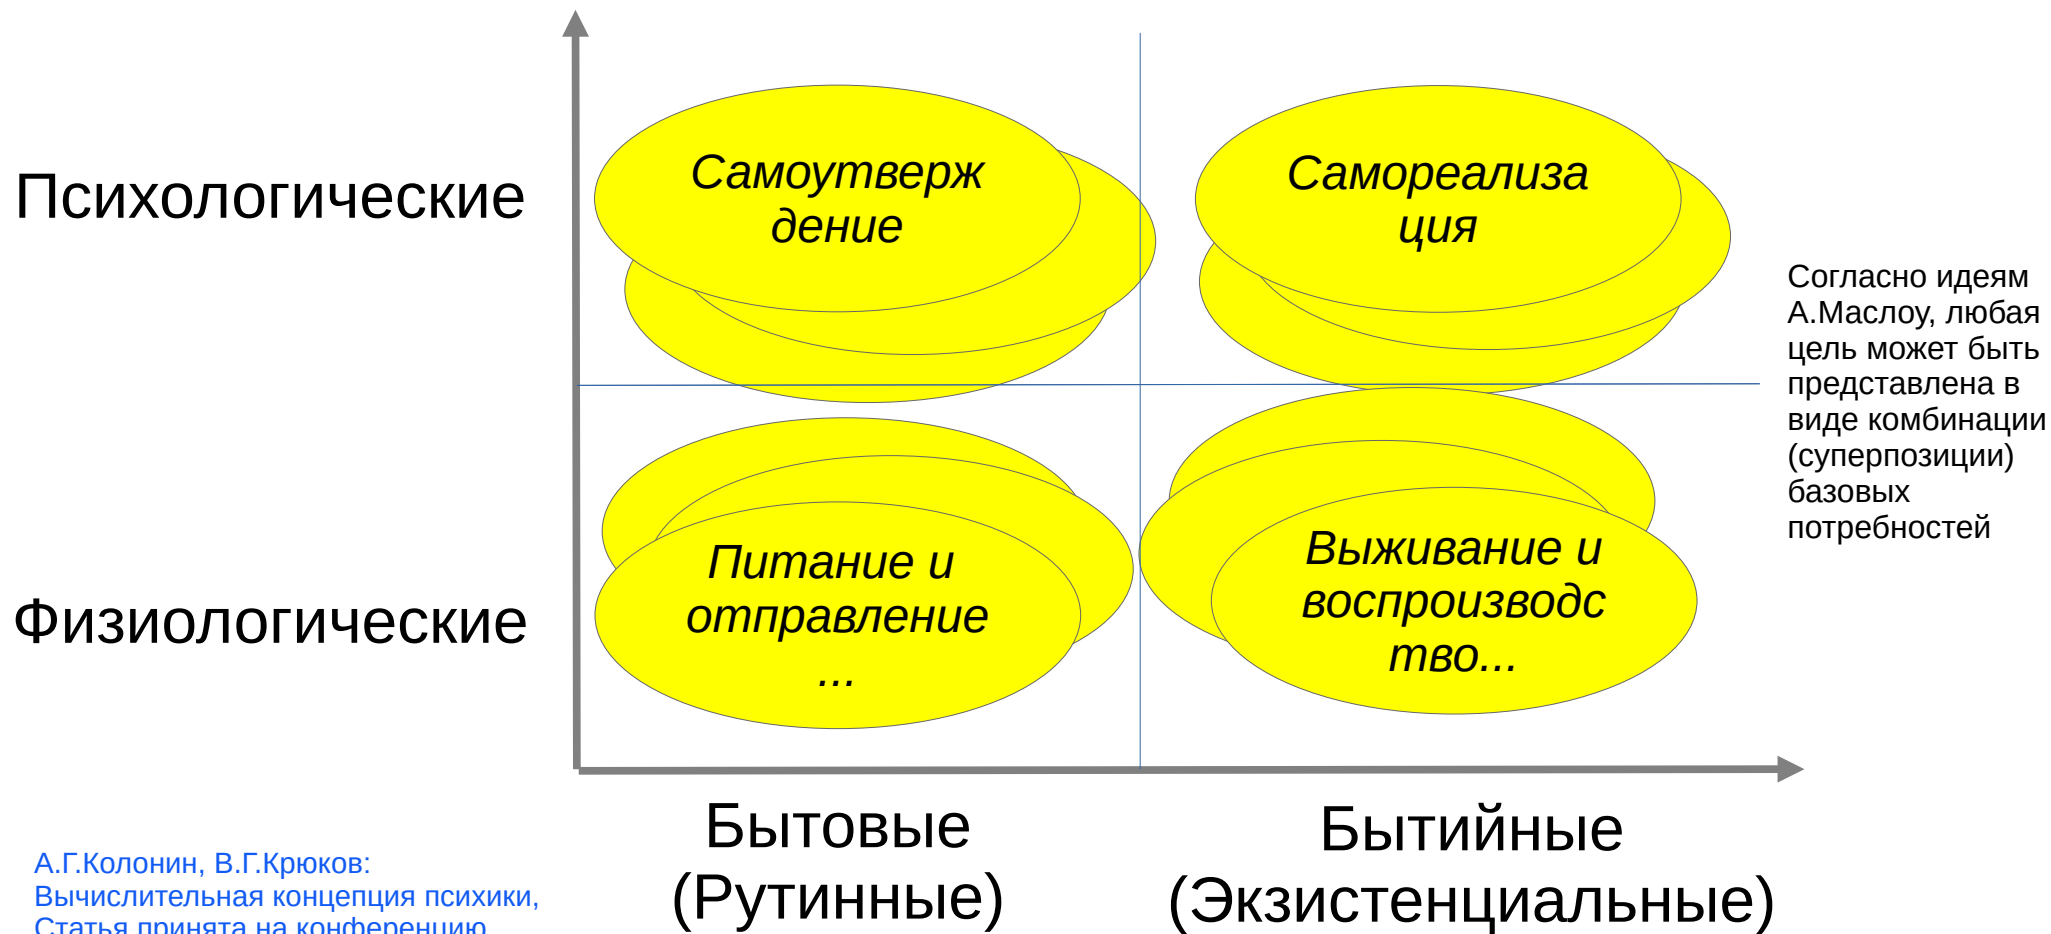 Психологические
Самоутверж
дение
Самореализа
ция
Согласно идеям
А.Маслоу, любая
цель может быть
представлена в
виде комбинации
(суперпозиции)
базовых
потребностей
Физиологические
Питание и
отправление
...
Выживание и
воспроизводс
тво...
Бытовые
(Рутинные)
Бытийные
(Экзистенциальные)
А.Г.Колонин, В.Г.Крюков:
Вычислительная концепция психики,
Статья принята на конференцию